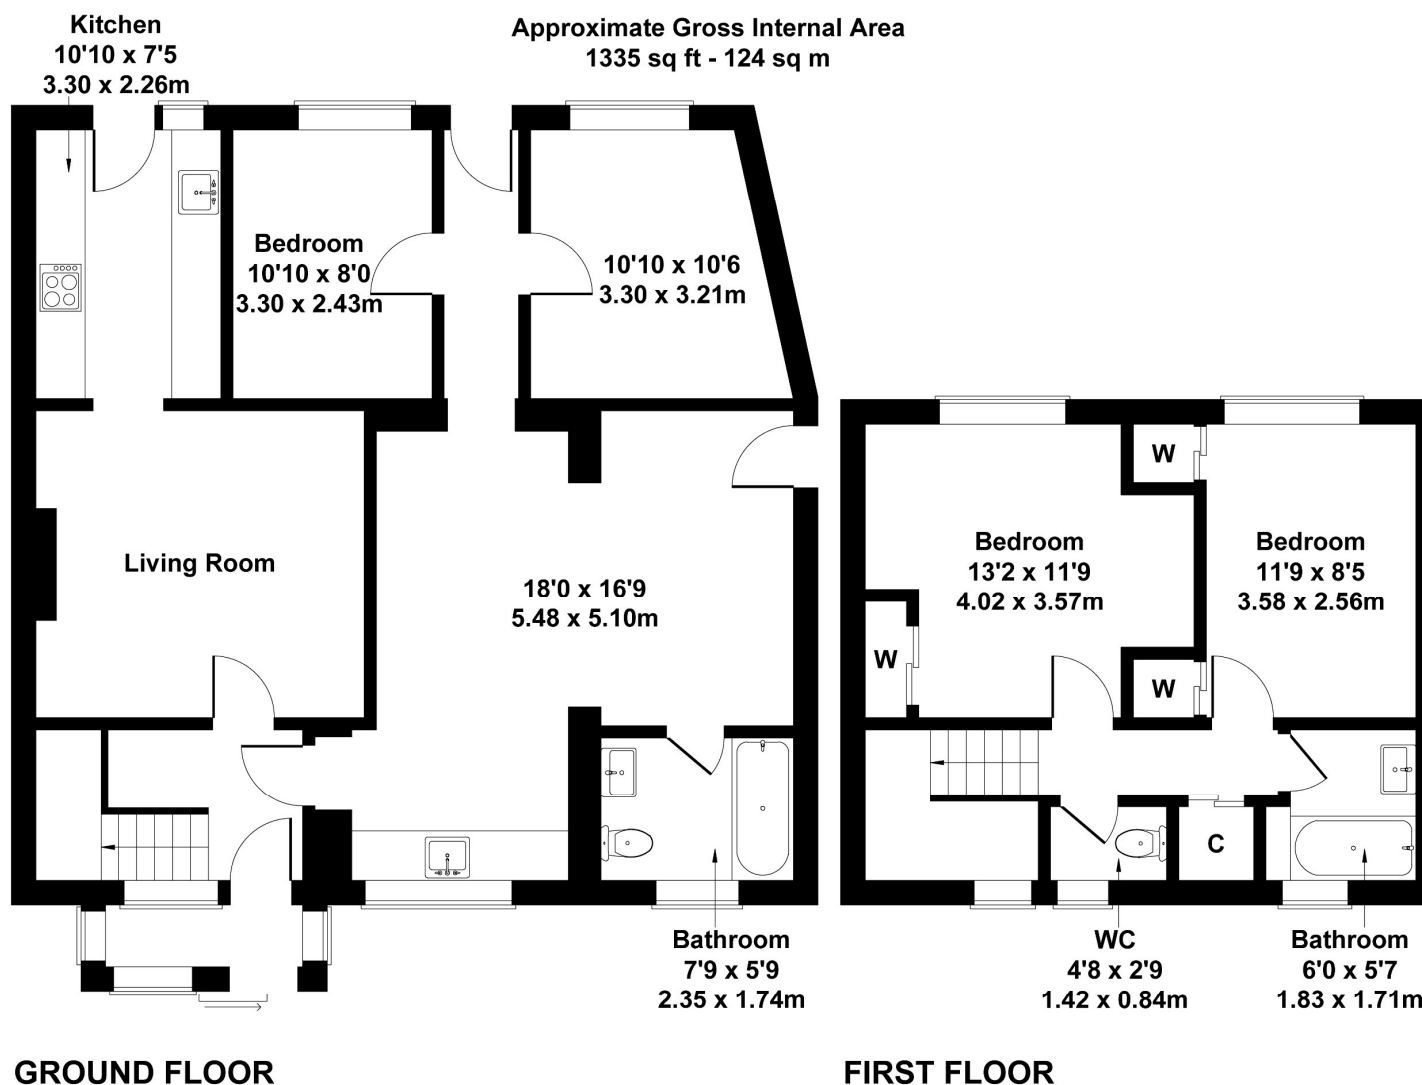 Kitchen
10'10 x 7'5
3.30 x 2.26m
Approximate Gross Internal Area
1335 sq ft - 124 sq m
Bedroom
10'10 x 8'0
3.30 x 2.43m
10'10 x 10'6
3.30 x 3.21m
Living Room
18'0 x 16'9
5.48 x 5.10m
Bathroom
7'9 x 5'9
2.35 x 1.74m
GROUND FLOOR
W
Bedroom
13'2 x 11'9
4.02 x 3.57m
Bedroom
11'9 x 8'5
3.58 x 2.56m
W
W
C
WC
4'8 x 2'9
1.42 x 0.84m
Bathroom
6'0 x 5'7
1.83 x 1.71m
FIRST FLOOR